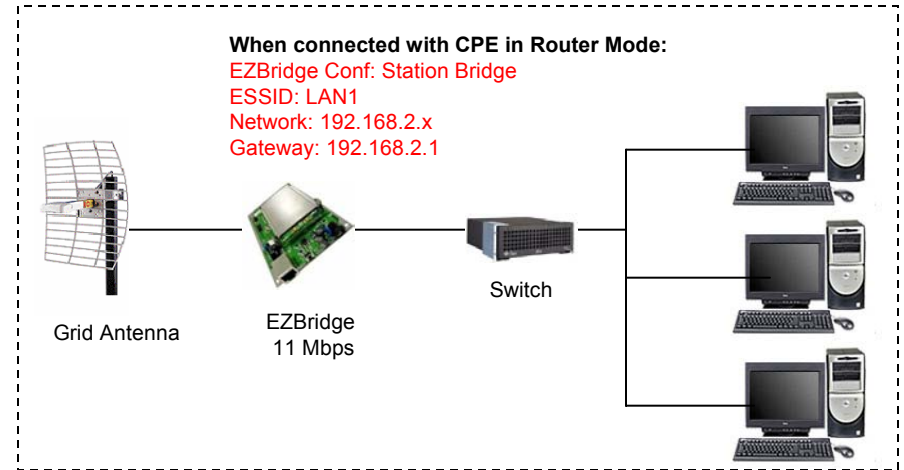 When connected with CPE in Router Mode:
EZBridge Conf: Station Bridge
ESSID: LAN1
Network: 192.168.2.x
Gateway: 192.168.2.1
Grid Antenna
EZBridge
11 Mbps
Switch